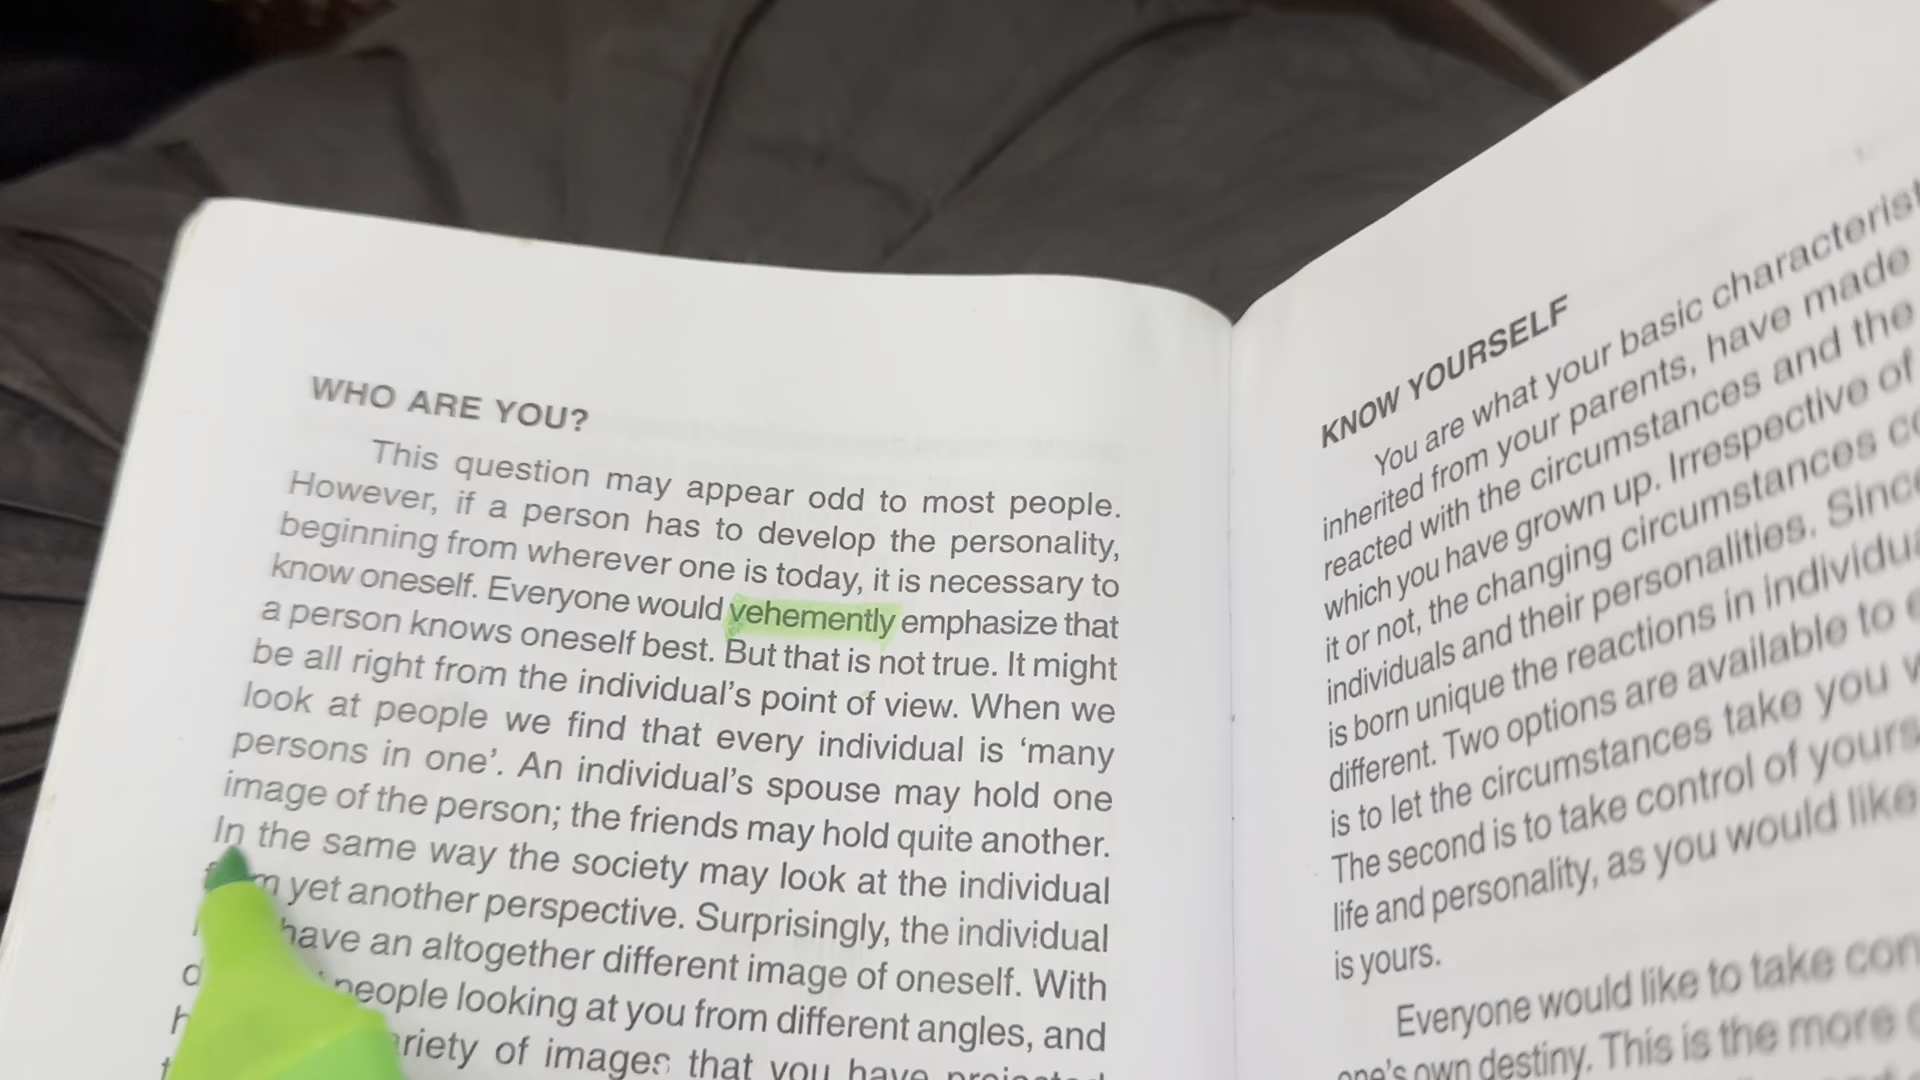 WHO ARE YOU?
This question may appear odd to most people.
However, if a person has to develop the personality,
beginning from wherever one is today, it is necessary to
know oneself. Everyone would vehemently emphasize that
a person knows oneself best. But that is not true. It might
be all right from the individual's point of view. When we
look at people we find that every individual is 'many
persons in one'. An individual's spouse may hold one
image of the person; the friends may hold quite another.
In the same way the society may look at the individual
yet another perspective. Surprisingly, the individual
have an altogether different image of oneself. With
people looking at you from different angles, and
of images that you have
KNOW YOURSELF
You are what your basic
inherited from your parents, have made
reacted with the circumstances and the
which you have grown up. Irrespective of
it or not, the changing circumstances
individuals and their personalities. Since
is born unique the reactions in
different. Two options are available to
is to let the circumstances take you
The second is to take control of
life and personality, as you would like
is yours.
Everyone would like to take
one's own destiny. This is the more